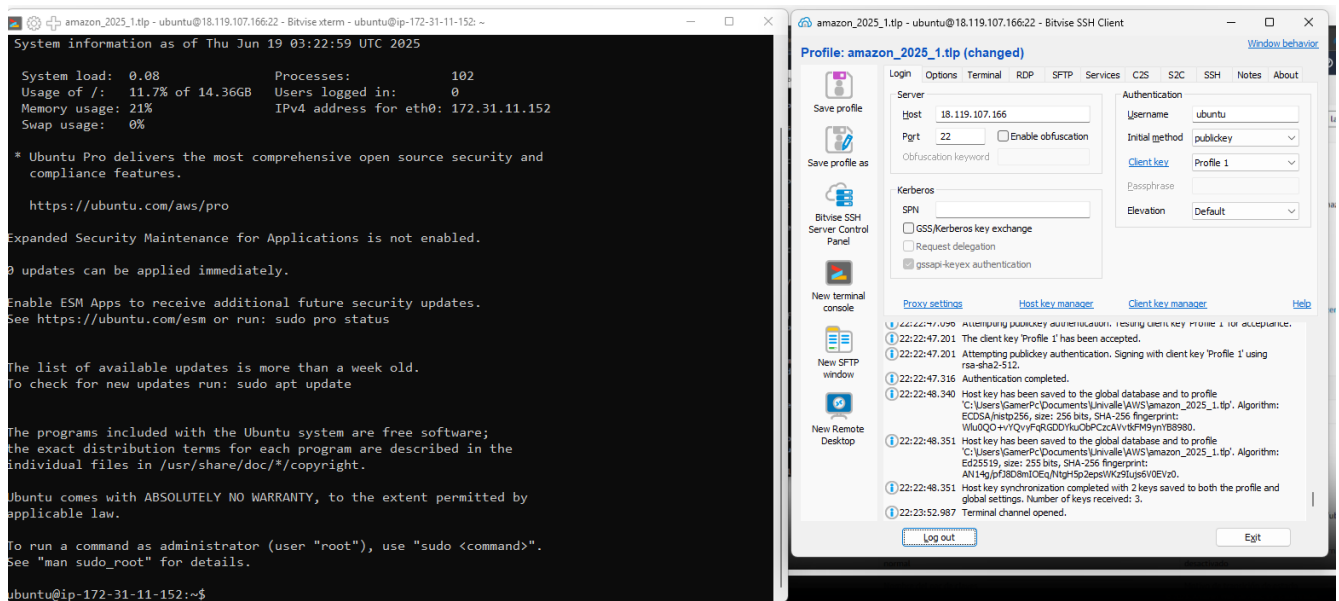 amazon_2025_1.tlp - ubuntu@18.119.107.166:22 - Bitvise xterm - ubuntu@ip-172-31-11-152: ~
System information as of Thu Jun 19 03:22:59 UTC 2025
System load: 0.08 Processes: 102
Usage of /: 11.7% of 14.36GB Users logged in: 0
Memory usage: 21% IPv4 address for eth0: 172.31.11.152
Swap usage: 0%
* Ubuntu Pro delivers the most comprehensive open source security and
compliance features.
https://ubuntu.com/aws/pro
Expanded Security Maintenance for Applications is not enabled.
0 updates can be applied immediately.
Enable ESM Apps to receive additional future security updates.
See https://ubuntu.com/esm or run: sudo pro status
The list of available updates is more than a week old.
To check for new updates run: sudo apt update
The programs included with the Ubuntu system are free software;
the exact distribution terms for each program are described in the
individual files in /usr/share/doc/*/copyright.
Ubuntu comes with ABSOLUTELY NO WARRANTY, to the extent permitted by
applicable law.
To run a command as administrator (user "root"), use "sudo <command>".
See "man sudo_root" for details.
ubuntu@ip-172-31-11-152:~$
amazon_2025_1.tlp - ubuntu@18.119.107.166:22 - Bitvise SSH Client
Profile: amazon_2025_1.tlp (changed)
Window behavior
Save profile
Save profile as
Bitvise SSH
Server Control
Panel
New terminal
console
New SFTP
window
New Remote
Desktop
Login Options Terminal RDP SFTP Services C2S S2C SSH Notes About
Server
Host 18.119.107.166
Port 22 Enable obfuscation
Obfuscation keyword
Kerberos
SPN
GSS/Kerberos key exchange
Request delegation
gssapi-keyex authentication
Authentication
Username ubuntu
Initial method publickey
Client key Profile 1
Passphrase
Elevation Default
Proxy settings Host key manager Client key manager Help
22:22:47.096 Attempting publickey authentication. Testing client key 'Profile 1' for acceptance.
22:22:47.201 The client key 'Profile 1' has been accepted.
22:22:47.201 Attempting publickey authentication. Signing with client key 'Profile 1' using
rsa-sha2-512.
22:22:47.316 Authentication completed.
22:22:48.340 Host key has been saved to the global database and to profile
'C:\Users\GamerPc\Documents\Univalle\AWS\amazon_2025_1.tlp'. Algorithm:
ECDSA/nistp256, size: 256 bits, SHA-256 fingerprint:
Wlu0QO+vYQvyFqRGDDYkuObPCzcAVvtkFM9ynYB8980.
22:22:48.351 Host key has been saved to the global database and to profile
'C:\Users\GamerPc\Documents\Univalle\AWS\amazon_2025_1.tlp'. Algorithm:
Ed25519, size: 255 bits, SHA-256 fingerprint:
AN14g/pfJ8D8mIOEq/NtgH5p2epsWKz9Iujs6V0EVz0.
22:22:48.351 Host key synchronization completed with 2 keys saved to both the profile and
global settings. Number of keys received: 3.
22:23:52.987 Terminal channel opened.
Log out
Exit